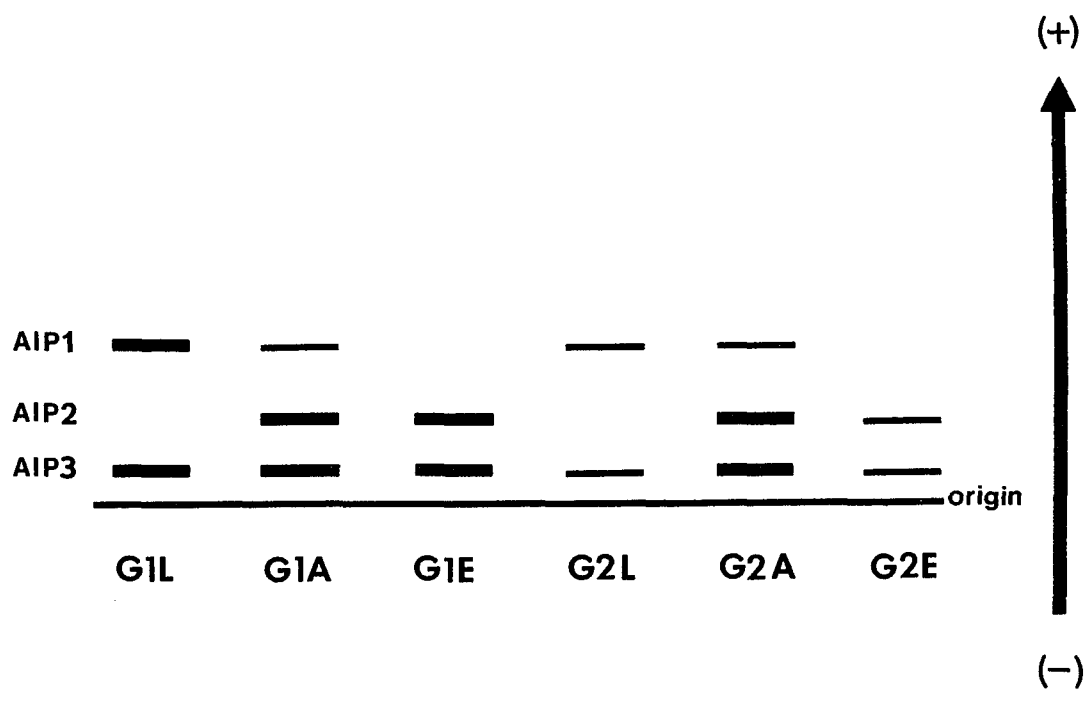 (+)
AIP1
AIP2
AIP3
origin
G1L G1A G1E G2L G2A G2E
(−)